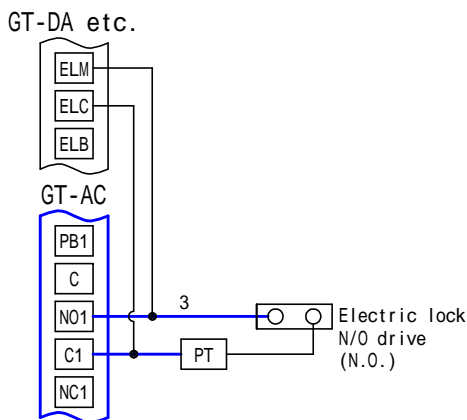 GT-DA etc.
ELM
ELC
ELB
GT-AC
PB1
C
NO1
3
C1
PT
NC1
Electric lock
N/O drive
(N.O.)